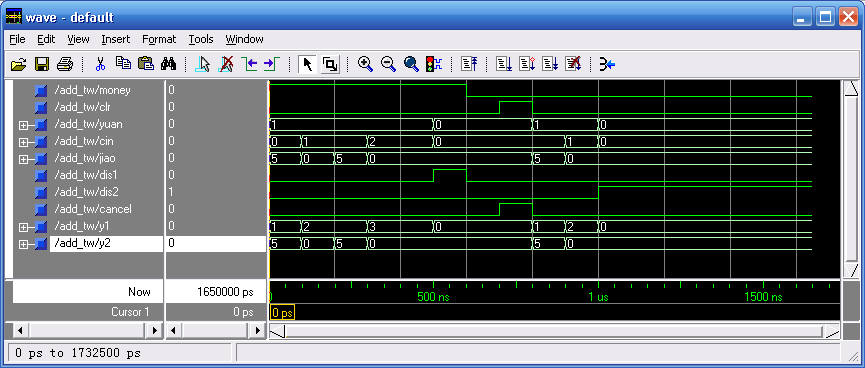 wave - default
File Edit View Insert Format Tools Window
/add_tw/money 0
/add_tw/clr 0
/add_tw/yuan 0 1 0 1 0
/add_tw/cin 0 0 1 2 0 1 0
/add_tw/jiao 0 5 0 5 0 5 0
/add_tw/dis1 0
/add_tw/dis2 1
/add_tw/cancel 0
/add_tw/y1 0 1 2 3 0 1 2 0
/add_tw/y2 0 5 0 5 0 5 0
Now 1650000 ps 500 ns 1 us 1500 ns
Cursor 1 0 ps 0 ps
0 ps to 1732500 ps